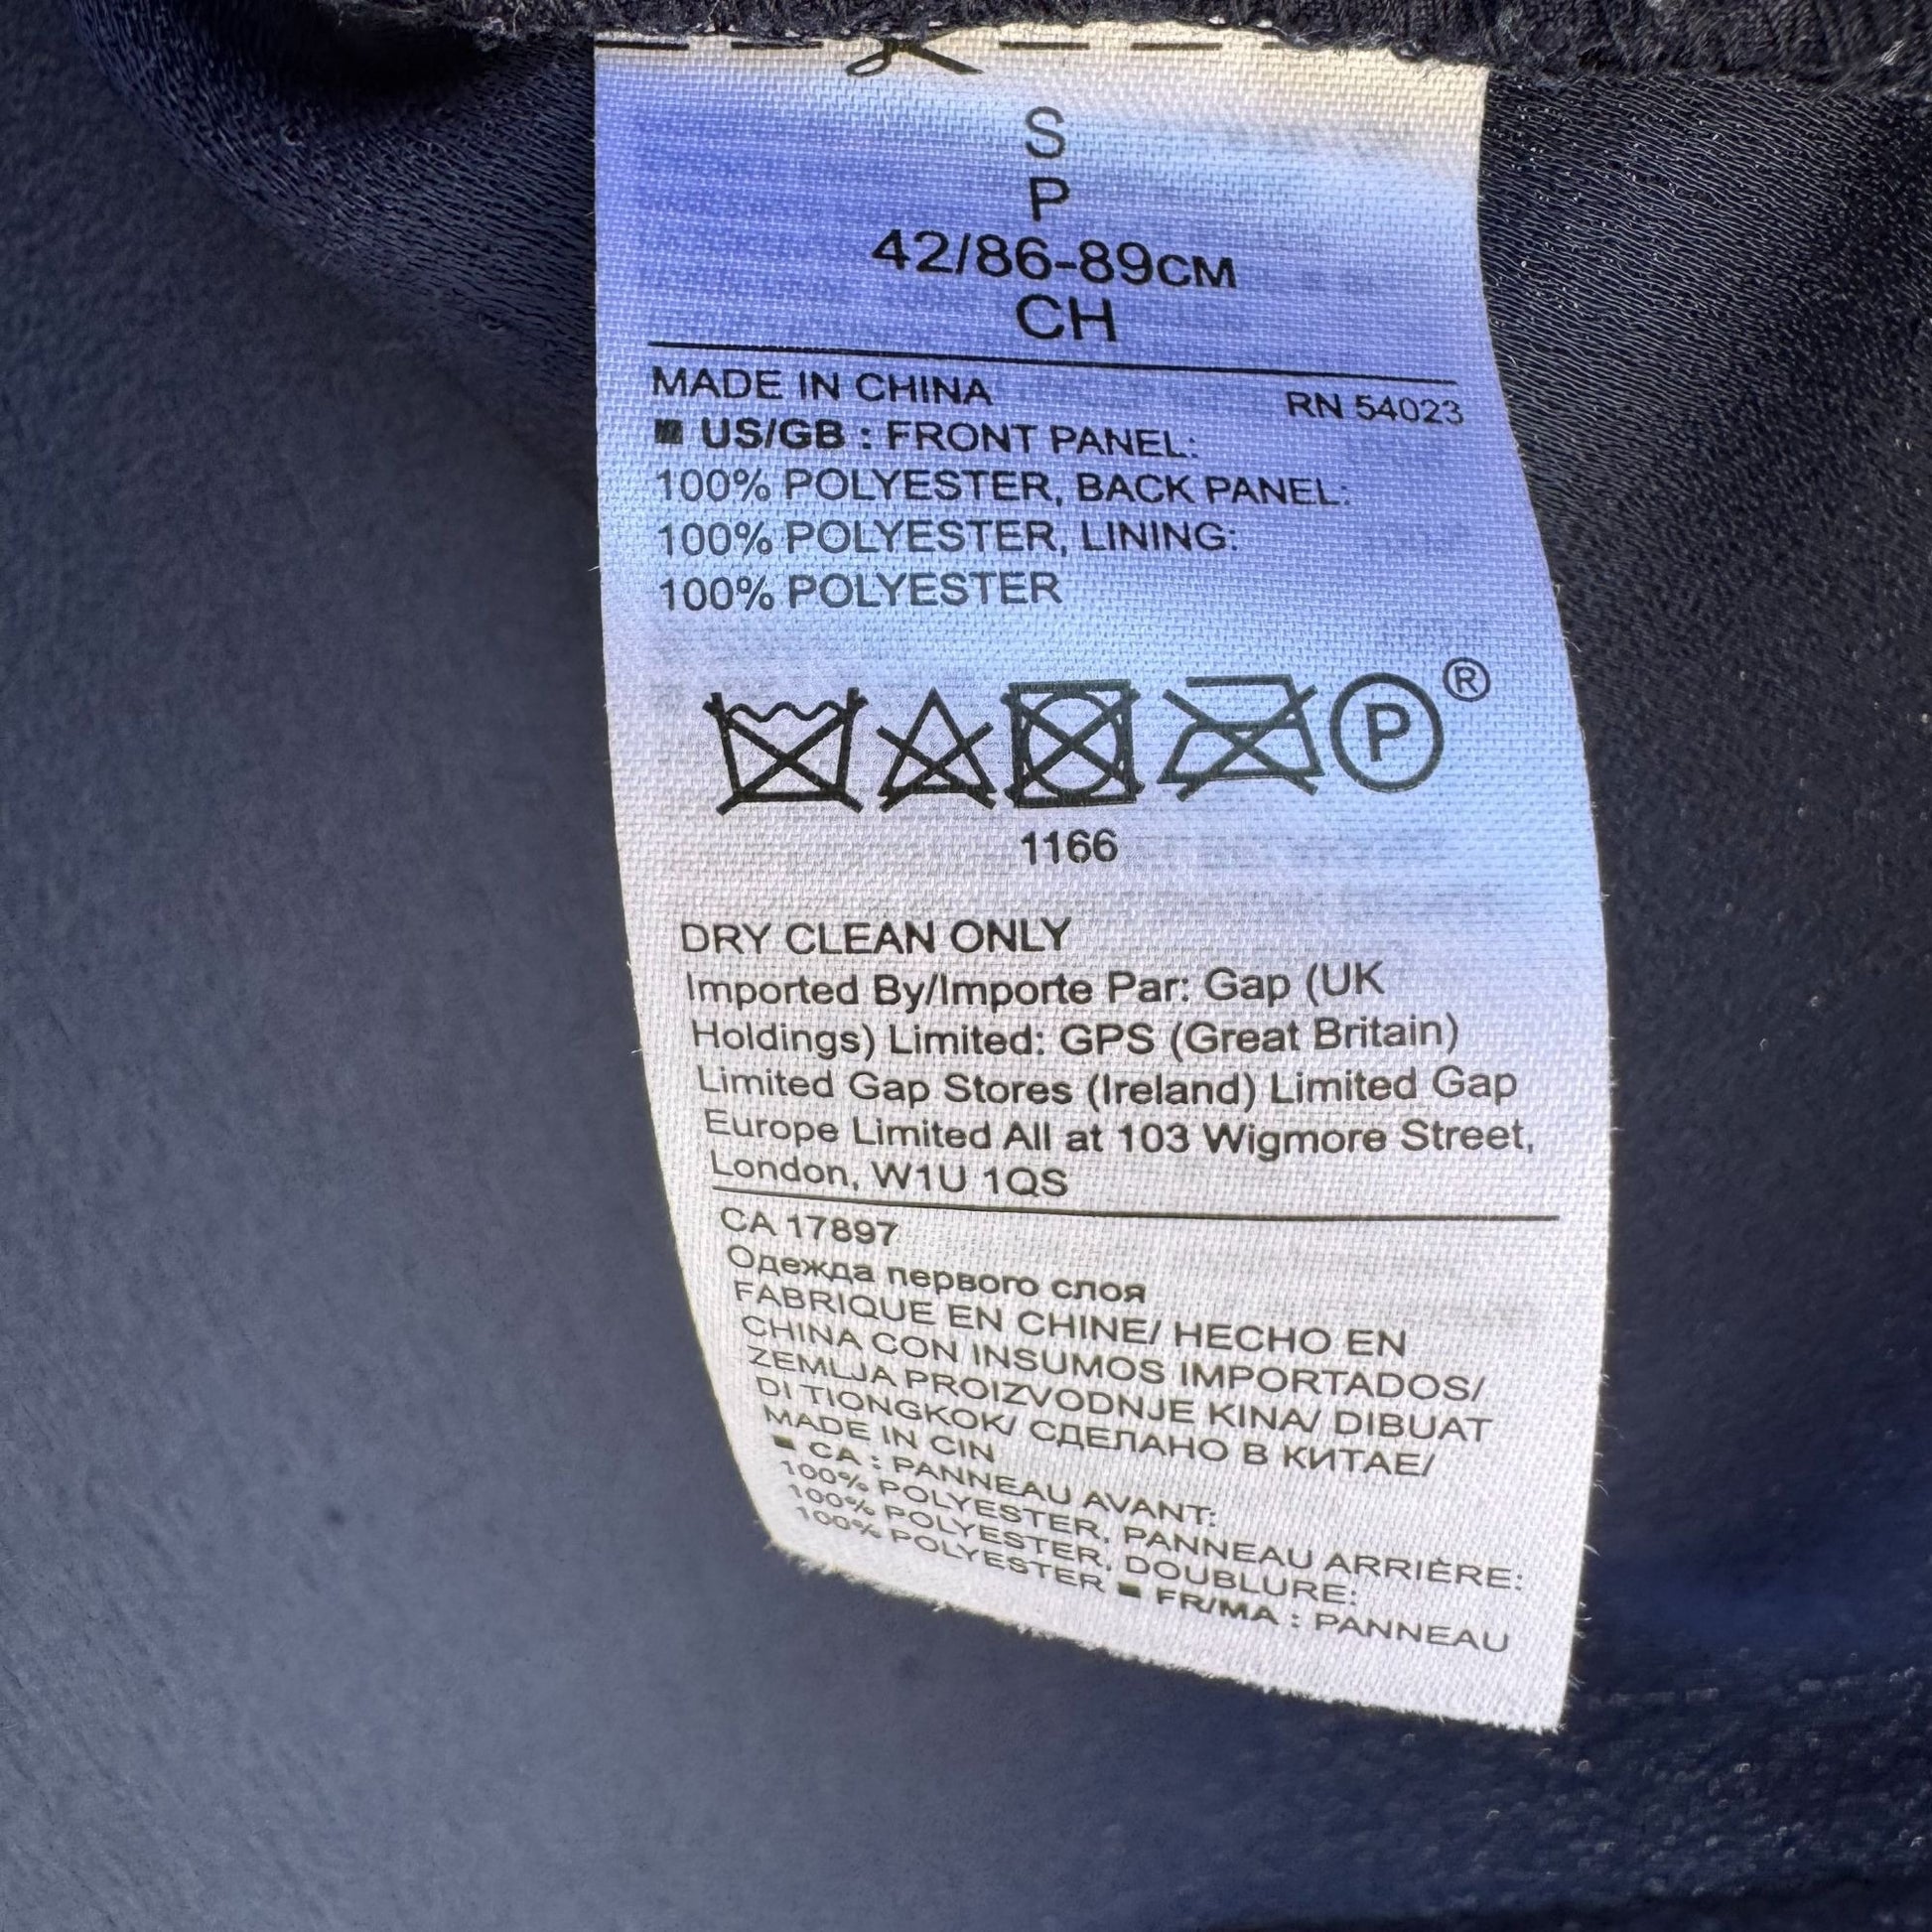 S
P
42/86-89CM
CH
MADE IN CHINA RN 54023
■ US/GB : FRONT PANEL:
100% POLYESTER, BACK PANEL:
100% POLYESTER, LINING:
100% POLYESTER
P ®
1166
DRY CLEAN ONLY
Imported By/Importe Par: Gap (UK
Holdings) Limited: GPS (Great Britain)
Limited Gap Stores (Ireland) Limited Gap
Europe Limited All at 103 Wigmore Street,
London, W1U 1QS
CA 17897
Одежда первого слоя
FABRIQUE EN CHINE/ HECHO EN
CHINA CON INSUMOS IMPORTADOS/
ZEMLJA PROIZVODNJE KINA/ DIBUAT
DI TIONGKOK/ СДЕЛАНО В КИТАЕ/
MADE IN CIN
■ CA : PANNEAU AVANT:
100% POLYESTER, PANNEAU ARRIÈRE:
100% POLYESTER, DOUBLURE:
100% POLYESTER ■ FR/MA : PANNEAU